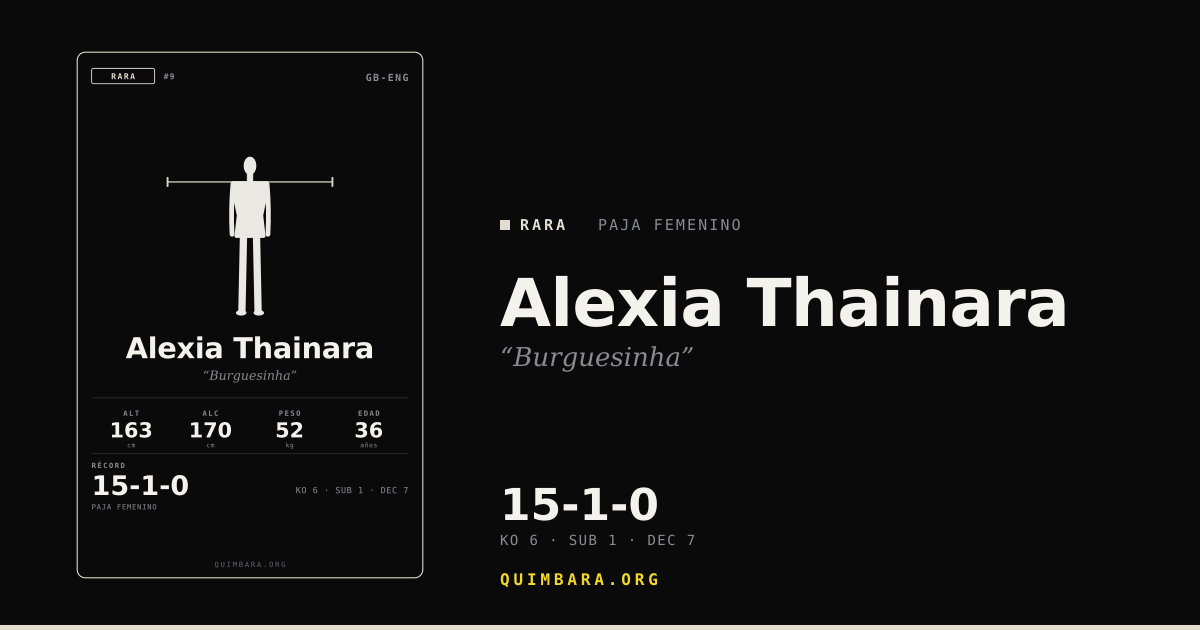 RARA #9 GB-ENG
Alexia Thainara
“Burguesinha”
ALT ALC PESO EDAD
163 170 52 36
cm cm kg años
RÉCORD
15-1-0 KO 6 · SUB 1 · DEC 7
PAJA FEMENINO
QUIMBARA.ORG
RARA PAJA FEMENINO
Alexia Thainara
“Burguesinha”
15-1-0
KO 6 · SUB 1 · DEC 7
QUIMBARA.ORG